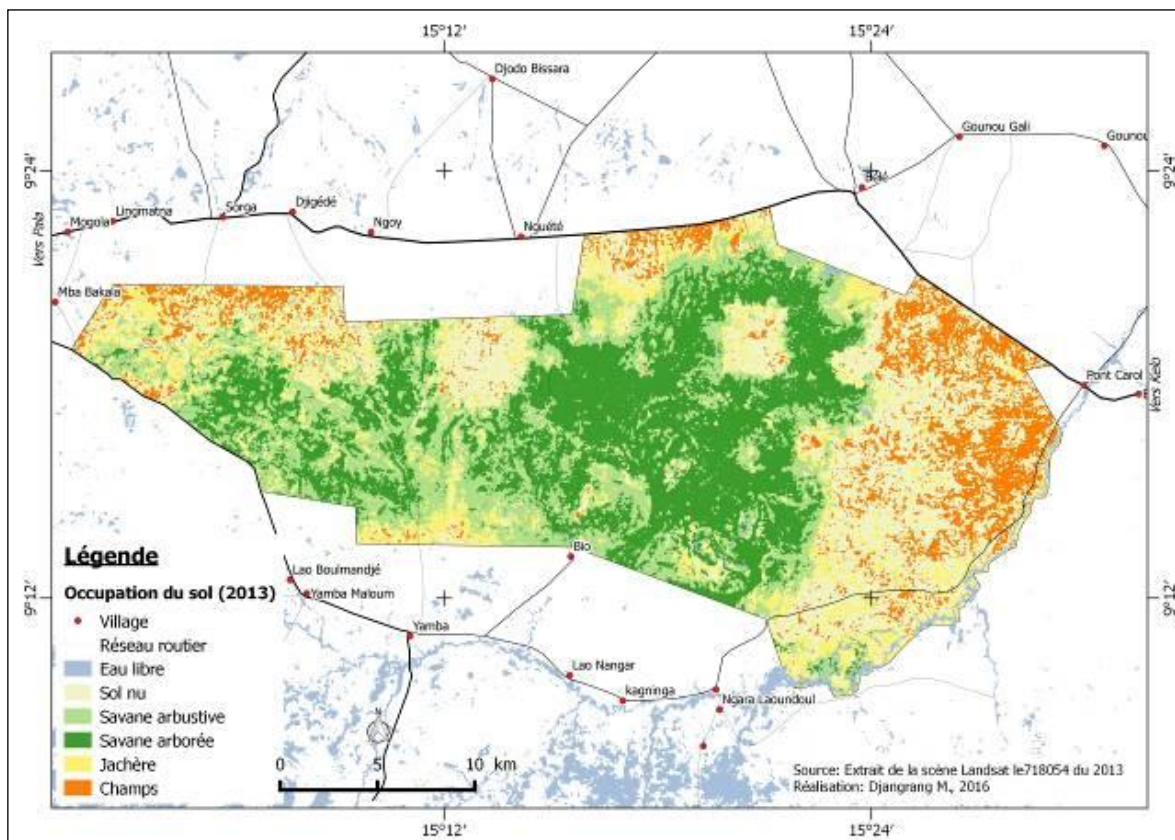 15°12'
15°24'
Djodo Bissara
Gounou Gali
Gounou
9°24'
9°24'
Bélé
Lingmatna
Sorga
Djigédé
Mogola
Ngoy
Nguété
Vers Pala
Mba Bakala
Pont Carol
Vers Kelo
Bio
Légende
Lao Boulmandjé
Occupation du sol (2013)
Yamba Maloum
9°12'
9°12'
Village
Yamba
Réseau routier
Eau libre
Lao Nangar
Sol nu
kagninga
Ngara Laoundoul
Savane arbustive
N
Savane arborée
Jachère
0 5 10 km
Source: Extrait de la scène Landsat le718054 du 2013
Champs
Réalisation: Djangrang M., 2016
15°12'
15°24'